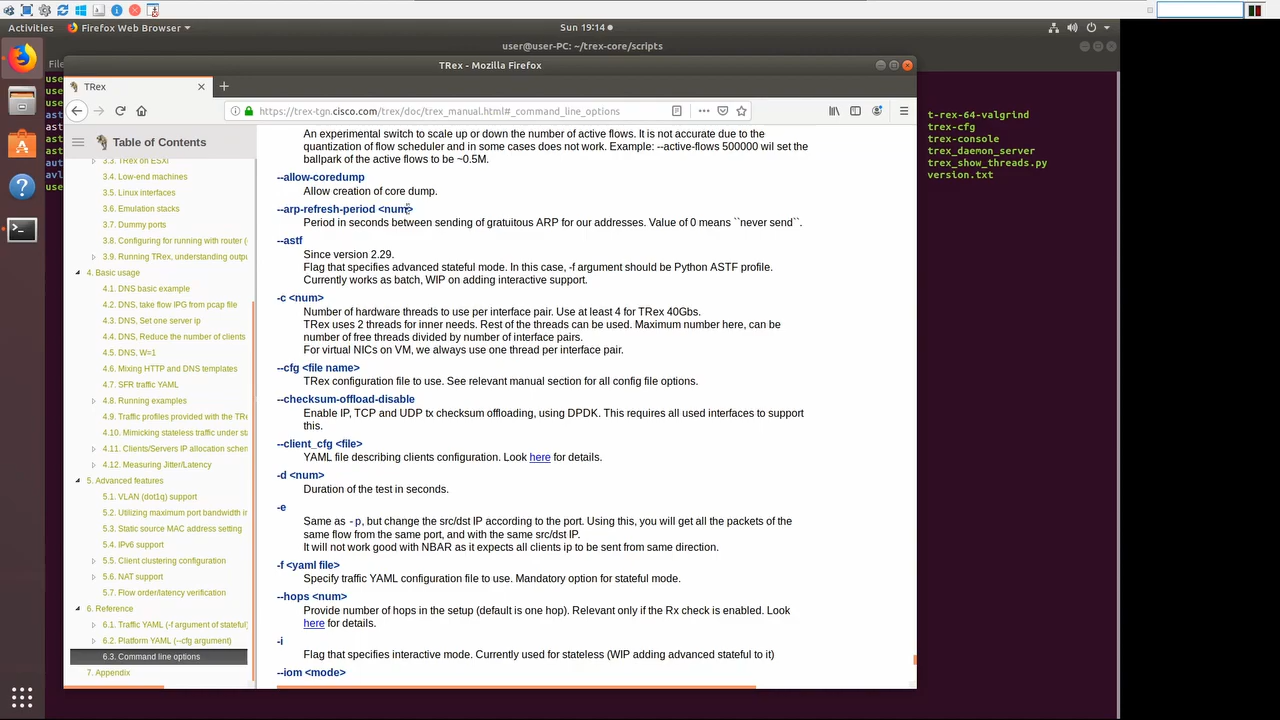 Activities
Firefox Web Browser
Sun 19:14
user@user-PC: ~/trex-core/scripts
TRex - Mozilla Firefox
TRex
https://trex-tgn.cisco.com/trex/doc/trex_manual.html#_command_line_options
Table of Contents
3.3. TRex on ESXi
3.4. Low-end machines
3.5. Linux interfaces
3.6. Emulation stacks
3.7. Dummy ports
3.8. Configuring for running with router (
3.9. Running TRex, understanding outpu
4. Basic usage
4.1. DNS basic example
4.2. DNS, take flow IPG from pcap file
4.3. DNS, Set one server ip
4.4. DNS, Reduce the number of clients
4.5. DNS, W=1
4.6. Mixing HTTP and DNS templates
4.7. SFR traffic YAML
4.8. Running examples
4.9. Traffic profiles provided with the TRe
4.10. Mimicking stateless traffic under st
4.11. Clients/Servers IP allocation schem
4.12. Measuring Jitter/Latency
5. Advanced features
5.1. VLAN (dot1q) support
5.2. Utilizing maximum port bandwidth in
5.3. Static source MAC address setting
5.4. IPv6 support
5.5. Client clustering configuration
5.6. NAT support
5.7. Flow order/latency verification
6. Reference
6.1. Traffic YAML (-f argument of stateful)
6.2. Platform YAML (--cfg argument)
6.3. Command line options
7. Appendix
An experimental switch to scale up or down the number of active flows. It is not accurate due to the
quantization of flow scheduler and in some cases does not work. Example: --active-flows 500000 wil set the
ballpark of the active flows to be ~0.5M.
--allow-coredump
Allow creation of core dump.
--arp-refresh-period <num>
Period in seconds between sending of gratuitous ARP for our addresses. Value of 0 means ``never send``.
--astf
Since version 2.29.
Flag that specifies advanced stateful mode. In this case, -f argument should be Python ASTF profile.
Currently works as batch, WIP on adding interactive support.
-c <num>
Number of hardware threads to use per interface pair. Use at least 4 for TRex 40Gbs.
TRex uses 2 threads for inner needs. Rest of the threads can be used. Maximum number here, can be
number of free threads divided by number of interface pairs.
For virtual NICs on VM, we always use one thread per interface pair.
--cfg <file name>
TRex configuration file to use. See relevant manual section for all config file options.
--checksum-offload-disable
Enable IP, TCP and UDP tx checksum offloading, using DPDK. This requires all used interfaces to support
this.
--client_cfg <file>
YAML file describing clients configuration. Look here for details.
-d <num>
Duration of the test in seconds.
-e
Same as -p, but change the src/dst IP according to the port. Using this, you will get all the packets of the
same flow from the same port, and with the same src/dst IP.
It will not work good with NBAR as it expects all clients ip to be sent from same direction.
-f <yaml file>
Specify traffic YAML configuration file to use. Mandatory option for stateful mode.
--hops <num>
Provide number of hops in the setup (default is one hop). Relevant only if the Rx check is enabled. Look
here for details.
-i
Flag that specifies interactive mode. Currently used for stateless (WIP adding advanced stateful to it)
--iom <mode>
t-rex-64-valgrind
trex-cfg
trex-console
trex_daemon_server
trex_show_threads.py
version.txt